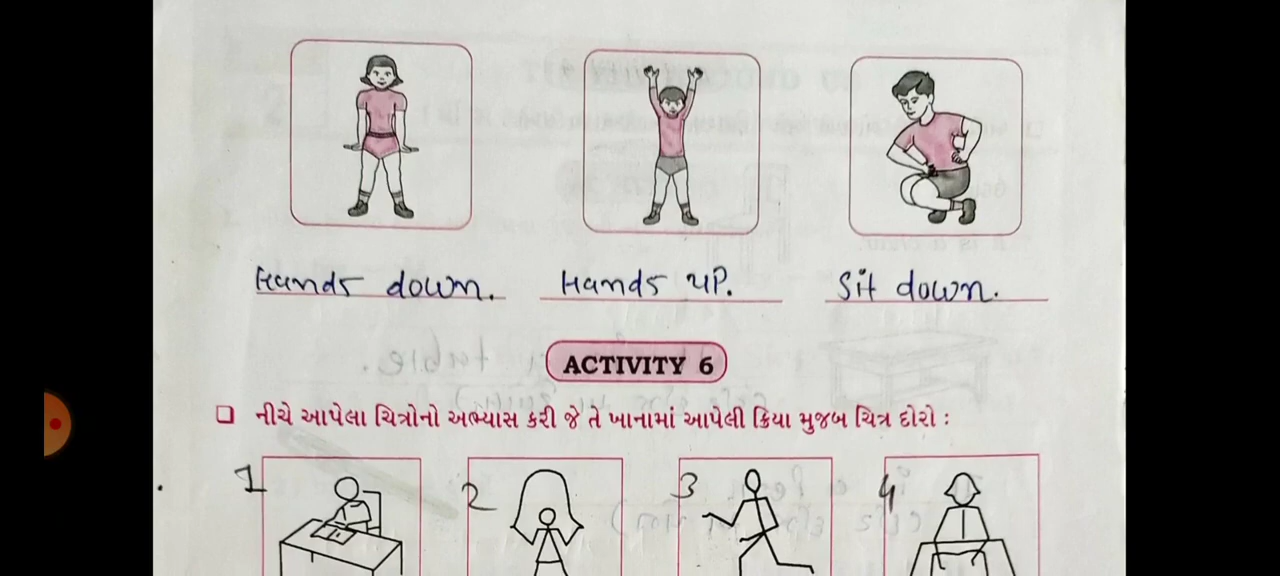 Hands down. Hands up. Sit down.
ACTIVITY 6
❑ નીચે આપેલા ચિત્રોનો અભ્યાસ કરી જે તે ખાનામાં આપેલી ક્રિયા મુજબ ચિત્ર દોરો :
1 2 3 4